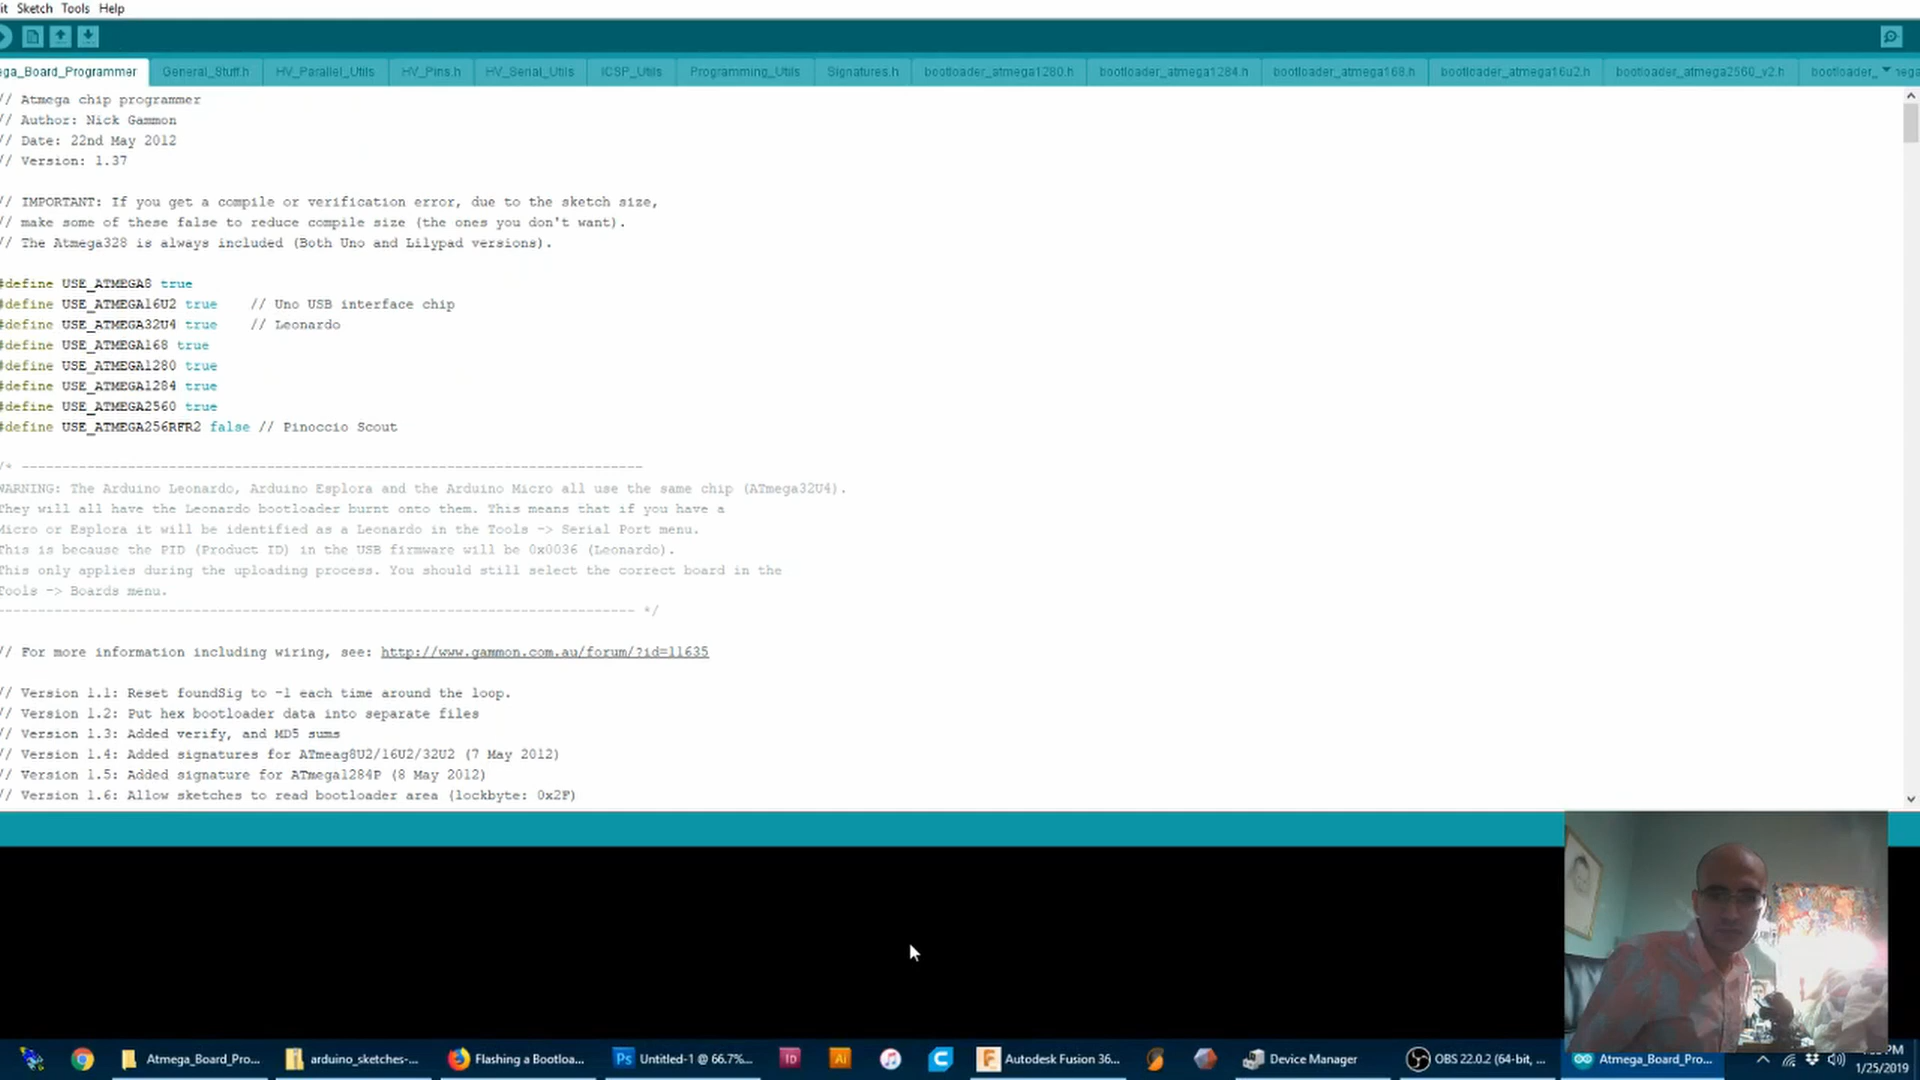 it Sketch Tools Help
ga_Board_Programmer General_Stuff.h HV_Parallel_Utils HV_Pins.h HV_Serial_Utils ICSP_Utils Programming_Utils Signatures.h bootloader_atmega1280.h bootloader_atmega1284.h bootloader_atmega168.h bootloader_atmega16u2.h bootloader_atmega2560_v2.h bootloader_
// Atmega chip programmer
// Author: Nick Gammon
// Date: 22nd May 2012
// Version: 1.37
// IMPORTANT: If you get a compile or verification error, due to the sketch size,
// make some of these false to reduce compile size (the ones you don't want).
// The Atmega328 is always included (Both Uno and Lilypad versions).
#define USE_ATMEGA8 true
#define USE_ATMEGA16U2 true // Uno USB interface chip
#define USE_ATMEGA32U4 true // Leonardo
#define USE_ATMEGA168 true
#define USE_ATMEGA1280 true
#define USE_ATMEGA1284 true
#define USE_ATMEGA2560 true
#define USE_ATMEGA256RFR2 false // Pinoccio Scout
/* ----------------------------------------------------------------------------
WARNING: The Arduino Leonardo, Arduino Esplora and the Arduino Micro all use the same chip (ATmega32U4).
They will all have the Leonardo bootloader burnt onto them. This means that if you have a
Micro or Esplora it will be identified as a Leonardo in the Tools -> Serial Port menu.
This is because the PID (Product ID) in the USB firmware will be 0x0036 (Leonardo).
This only applies during the uploading process. You should still select the correct board in the
Tools -> Boards menu.
------------------------------------------------------------------------------ */
// For more information including wiring, see: http://www.gammon.com.au/forum/?id=11635
// Version 1.1: Reset foundSig to -1 each time around the loop.
// Version 1.2: Put hex bootloader data into separate files
// Version 1.3: Added verify, and MD5 sums
// Version 1.4: Added signatures for ATmeag8U2/16U2/32U2 (7 May 2012)
// Version 1.5: Added signature for ATmega1284P (8 May 2012)
// Version 1.6: Allow sketches to read bootloader area (lockbyte: 0x2F)
Atmega_Board_Pro... arduino_sketches-... Flashing a Bootloa... Ps Untitled-1 @ 66.7%... ID Ai Autodesk Fusion 36... Device Manager OBS 22.0.2 (64-bit, ... Atmega_Board_Pro... PM
1/25/2019